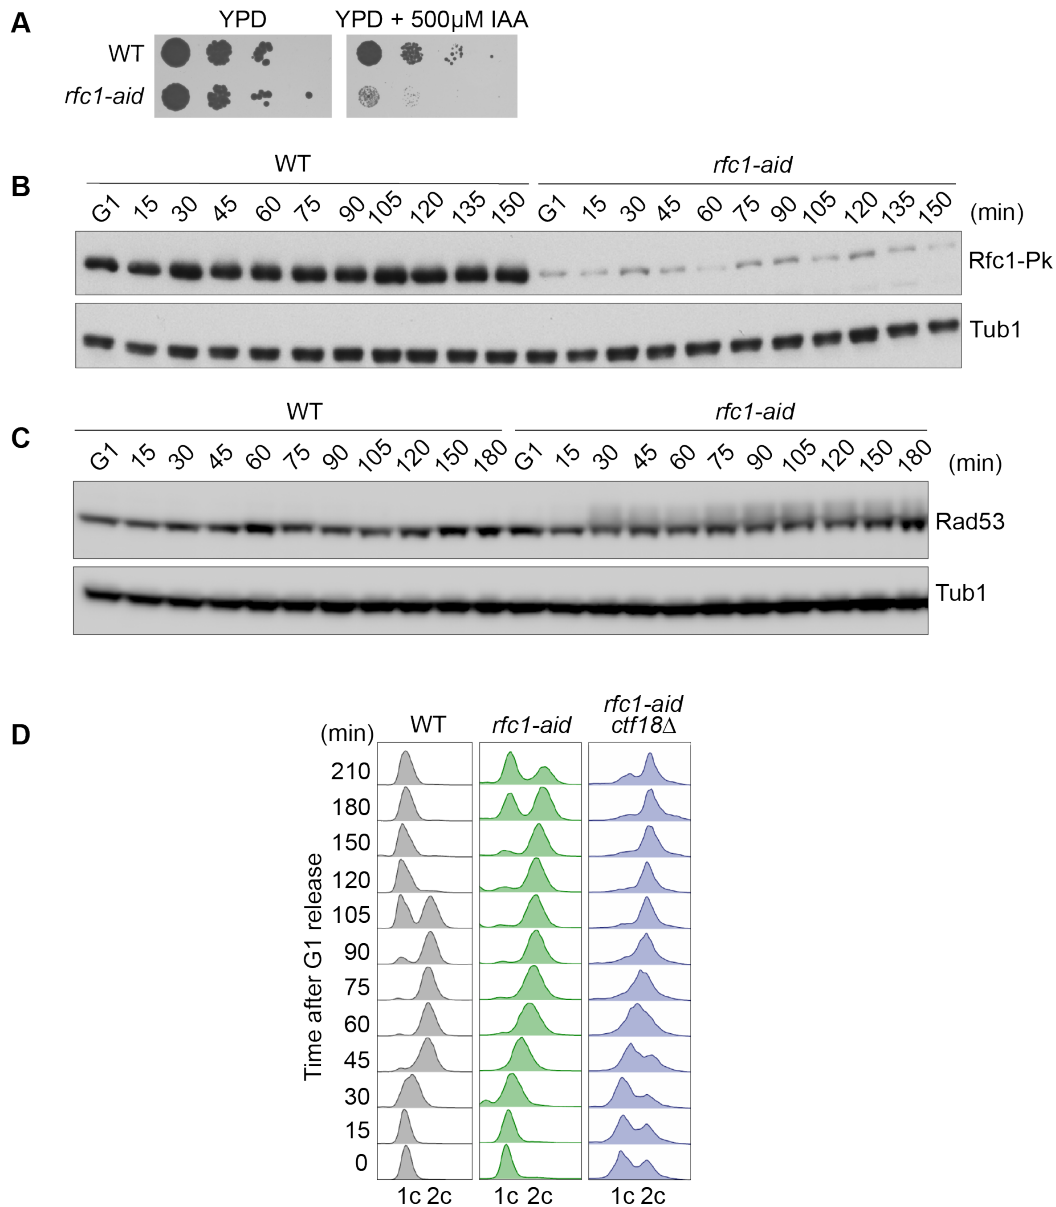 A
YPD
YPD + 500µM IAA
WT
rfc1-aid
B
WT
rfc1-aid
G1 15 30 45 60 75 90 105 120 135 150 G1 15 30 45 60 75 90 105 120 135 150 (min)
Rfc1-Pk
Tub1
C
WT
rfc1-aid
G1 15 30 45 60 75 90 105 120 150 180 G1 15 30 45 60 75 90 105 120 150 180 (min)
Rad53
Tub1
D
(min)
WT
rfc1-aid
rfc1-aid
ctf18Δ
Time after G1 release
210
180
150
120
105
90
75
60
45
30
15
0
1c 2c
1c 2c
1c 2c